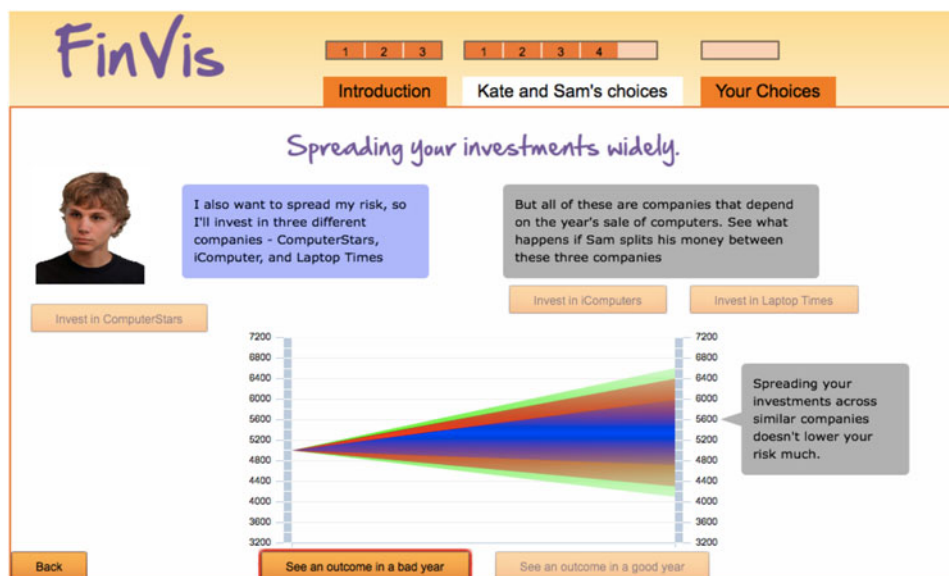 FinVis
1 2 3
1 2 3 4
Introduction
Kate and Sam's choices
Your Choices
Spreading your investments widely.
I also want to spread my risk, so
I'll invest in three different
companies - ComputerStars,
iComputer, and Laptop Times
But all of these are companies that depend
on the year's sale of computers. See what
happens if Sam splits his money between
these three companies
Invest in ComputerStars
Invest in iComputers
Invest in Laptop Times
7200
6800
6400
6000
5600
5200
4800
4400
4000
3600
3200
7200
6800
6400
6000
5600
5200
4800
4400
4000
3600
3200
Spreading your
investments across
similar companies
doesn't lower your
risk much.
Back
See an outcome in a bad year
See an outcome in a good year